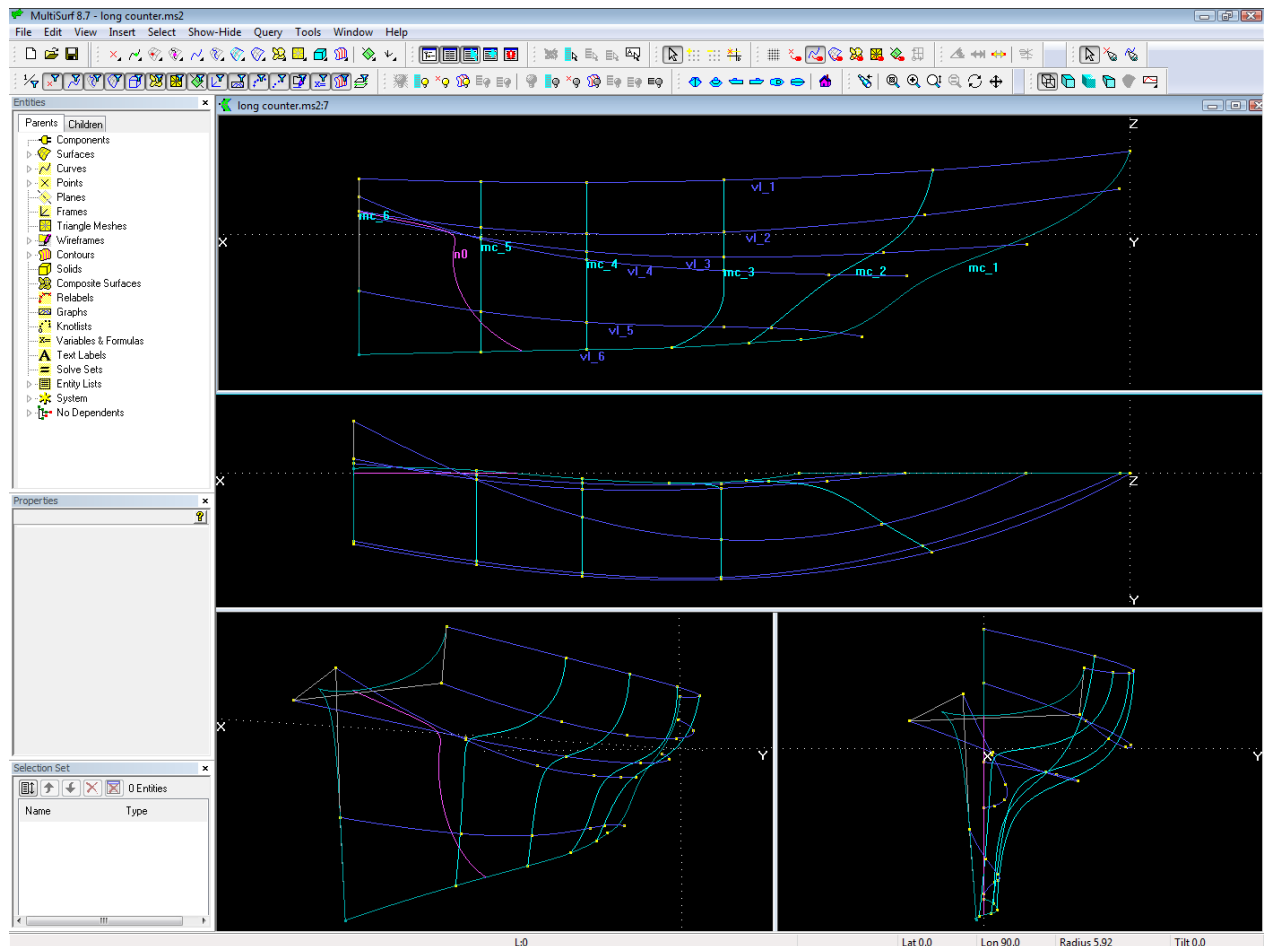 MultiSurf 8.7 - long counter.ms2
File Edit View Insert Select Show-Hide Query Tools Window Help
Entities
Parents Children
Components
Surfaces
Curves
Points
Planes
Frames
Triangle Meshes
Wireframes
Contours
Solids
Composite Surfaces
Relabels
Graphs
Knotlists
Variables & Formulas
Text Labels
Solve Sets
Entity Lists
System
No Dependents
Properties
Selection Set
0 Entities
Name Type
long counter.ms2:7
Z
vl_1
mc_6
vl_2
X
Y
n0
mc_5
mc_4
vl_3
vl_4
mc_3
mc_2
mc_1
vl_5
vl_6
X
Z
Y
X
Y
X
Y
L:0 Lat 0.0 Lon 90.0 Radius 5.92 Tilt 0.0